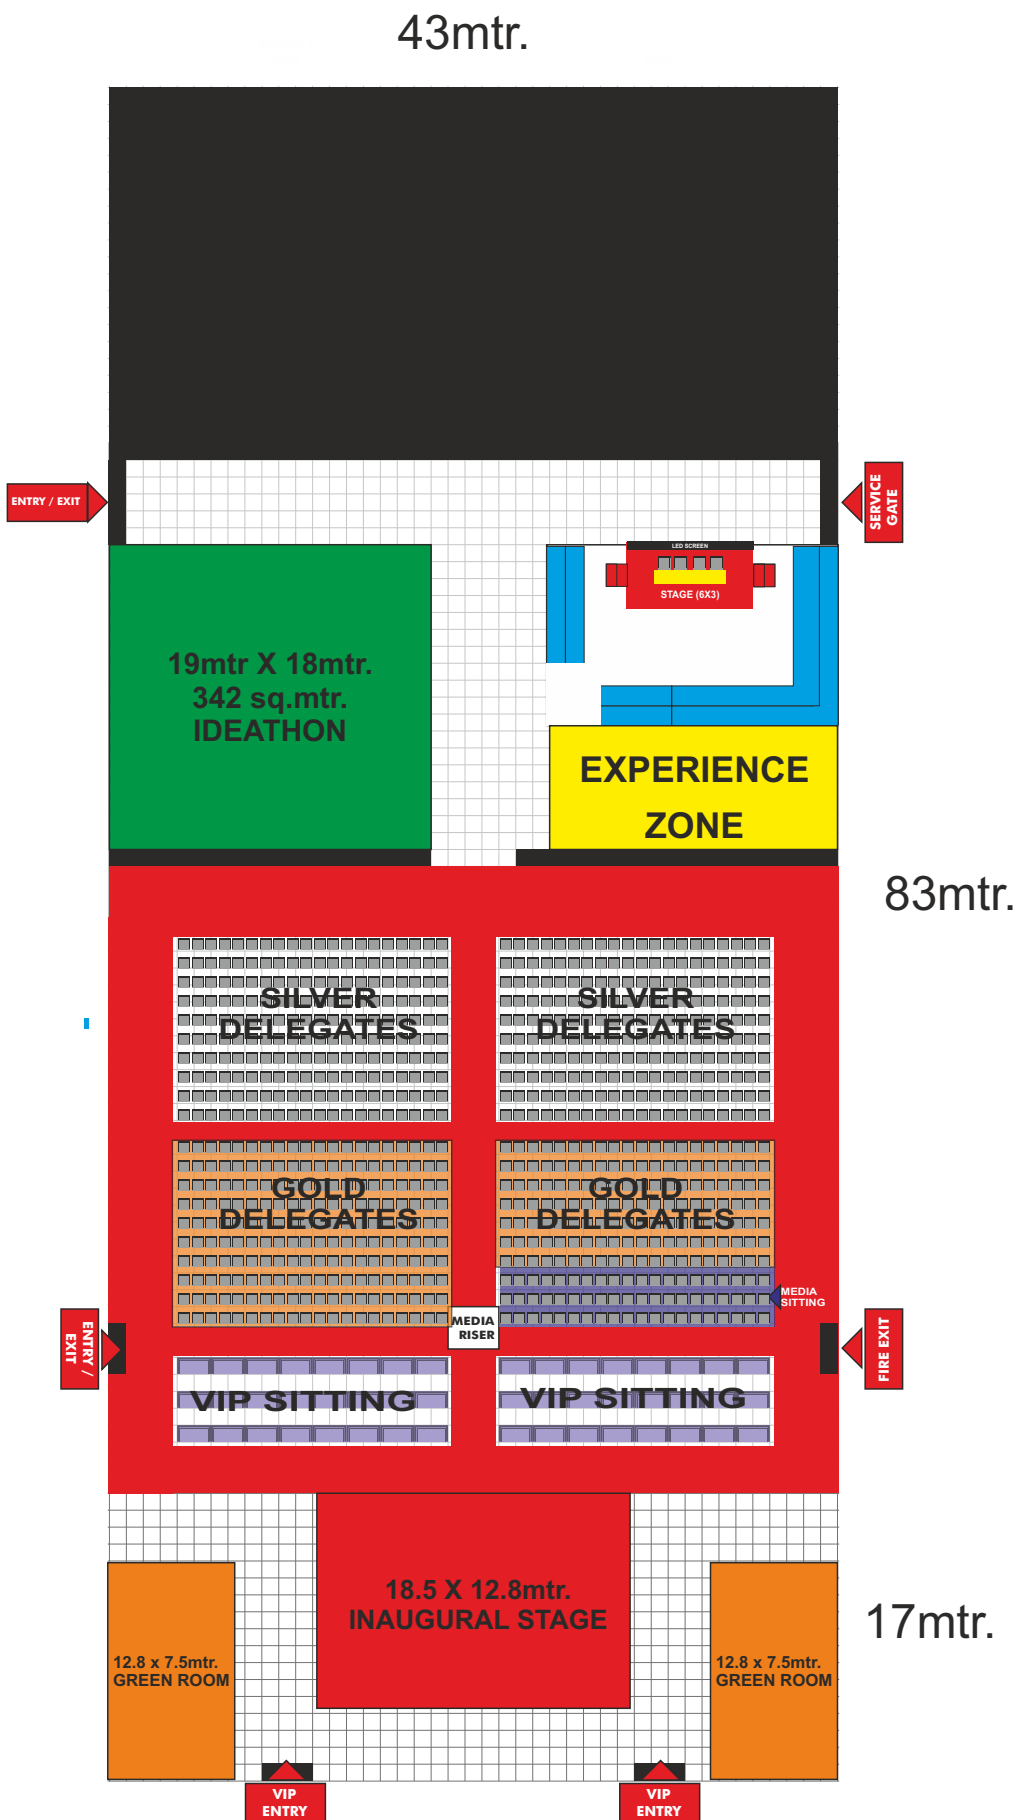 43mtr.
ENTRY / EXIT
SERVICE
GATE
LED SCREEN
STAGE (6X3)
19mtr X 18mtr.
342 sq.mtr.
IDEATHON
EXPERIENCE
ZONE
83mtr.
SILVER
DELEGATES
SILVER
DELEGATES
GOLD
DELEGATES
GOLD
DELEGATES
MEDIA
SITTING
MEDIA
RISER
ENTRY /
EXIT
FIRE EXIT
VIP SITTING
VIP SITTING
18.5 X 12.8mtr.
INAUGURAL STAGE
17mtr.
12.8 x 7.5mtr.
GREEN ROOM
12.8 x 7.5mtr.
GREEN ROOM
VIP
ENTRY
VIP
ENTRY